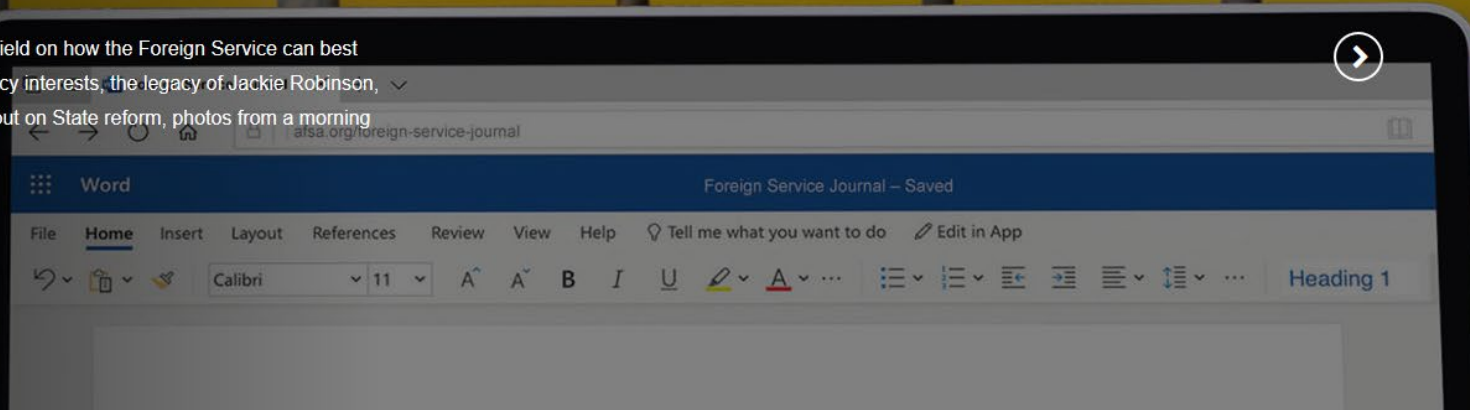 ield on how the Foreign Service can best
cy interests, the legacy of Jackie Robinson,
out on State reform, photos from a morning
afsa.org/foreign-service-journal
Word
Foreign Service Journal – Saved
File Home Insert Layout References Review View Help Tell me what you want to do Edit in App
Calibri 11 A A B I U A ... ... Heading 1